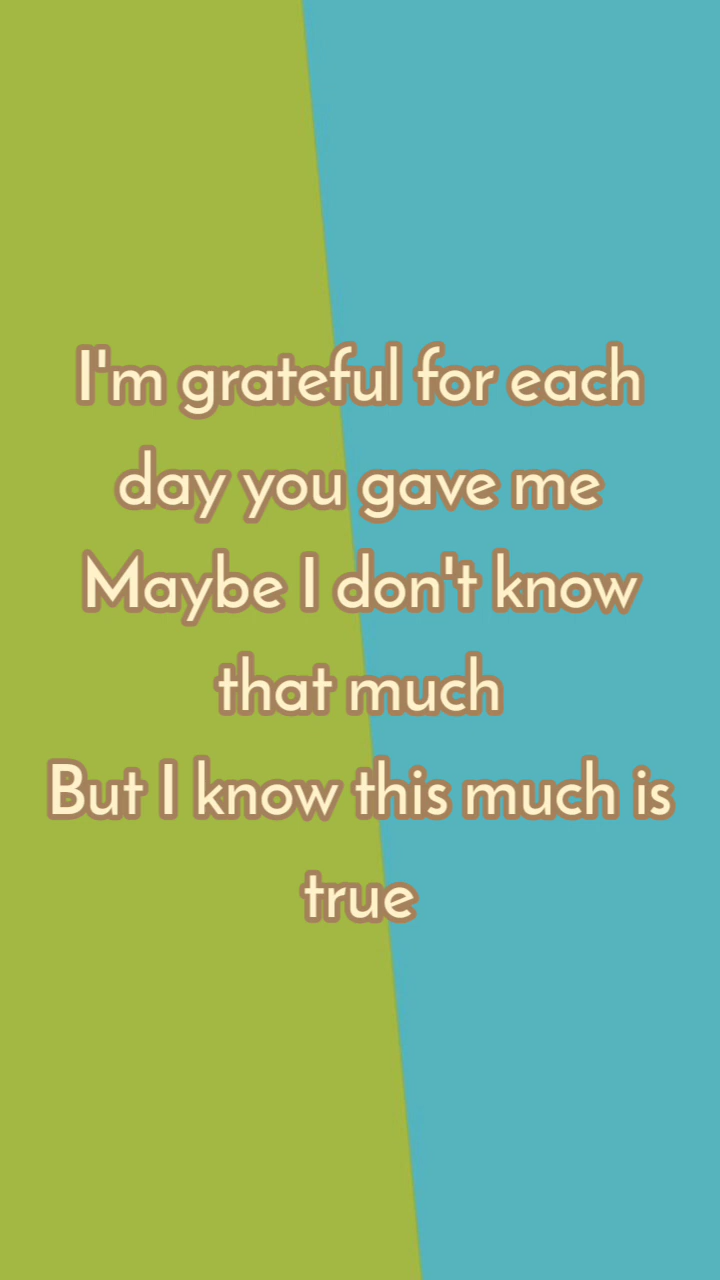 I'm grateful for each
day you gave me
Maybe I don't know
that much
But I know this much is
true